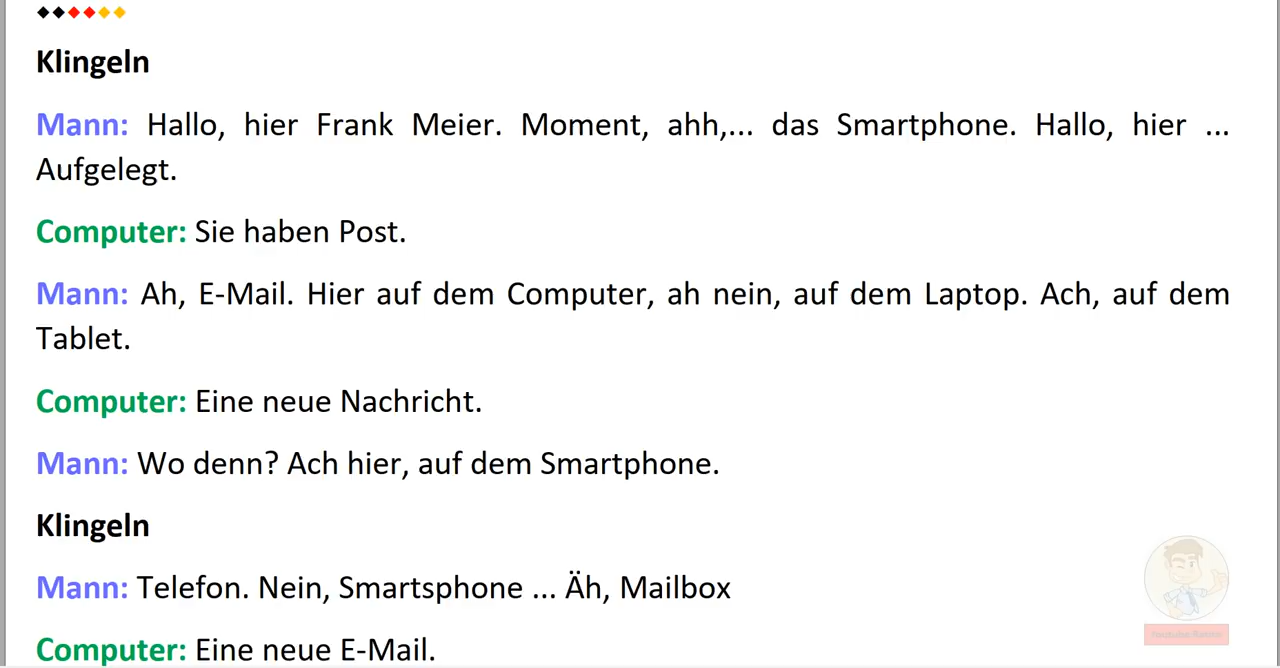 Klingeln
Mann: Hallo, hier Frank Meier. Moment, ahh,... das Smartphone. Hallo, hier ...
Aufgelegt.
Computer: Sie haben Post.
Mann: Ah, E-Mail. Hier auf dem Computer, ah nein, auf dem Laptop. Ach, auf dem
Tablet.
Computer: Eine neue Nachricht.
Mann: Wo denn? Ach hier, auf dem Smartphone.
Klingeln
Mann: Telefon. Nein, Smartsphone ... Äh, Mailbox
Computer: Eine neue E-Mail.